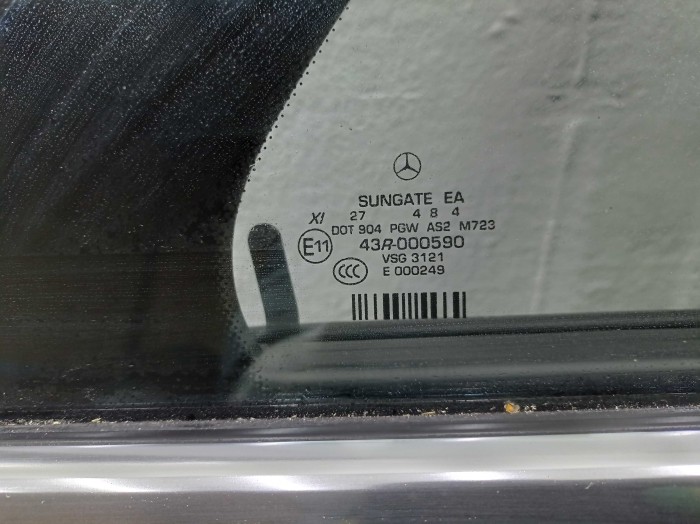 SUNGATE EA
XI 27 4 8 4
DOT 904 PGW AS2 M723
E11 43R-000590
VSG 3121
CCC E 000249